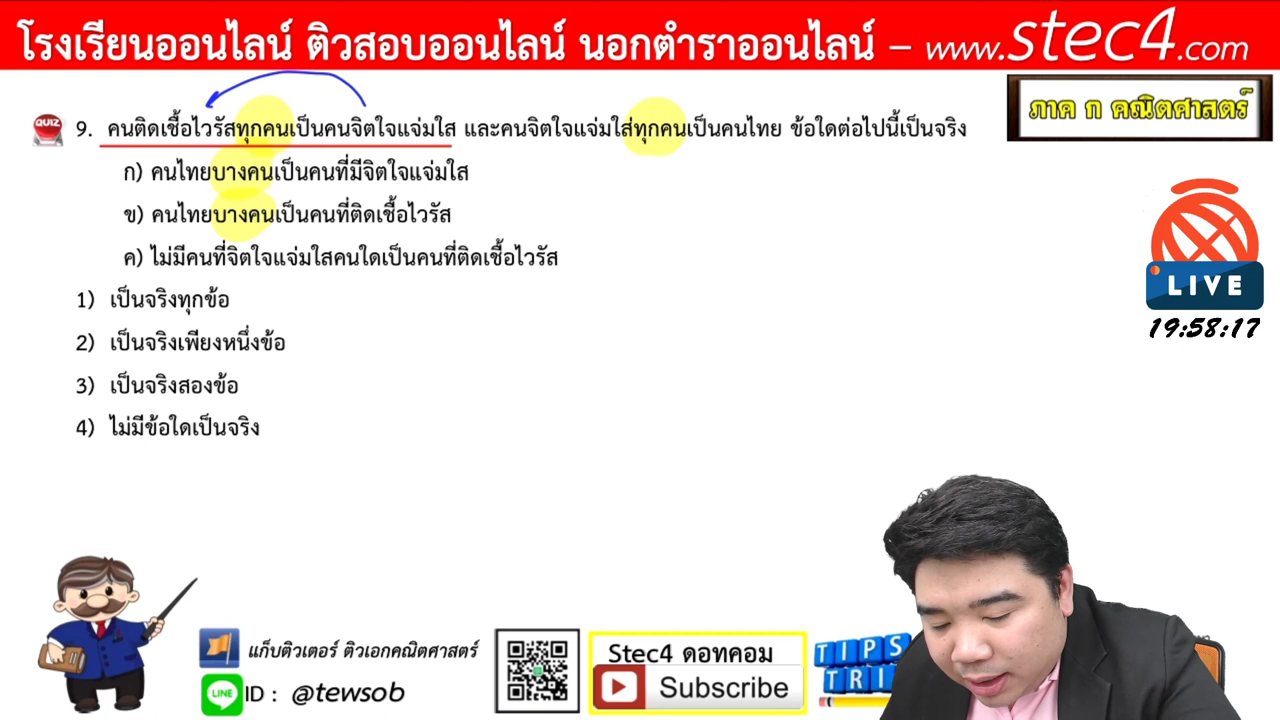 โรงเรียนออนไลน์ ติวสอบออนไลน์ นอกตำราออนไลน์ – www.stec4.com
ภาค ก คณิตศาสตร์
QUIZ
9. คนติดเชื้อไวรัสทุกคนเป็นคนจิตใจแจ่มใส และคนจิตใจแจ่มใส่ทุกคนเป็นคนไทย ข้อใดต่อไปนี้เป็นจริง
ก) คนไทยบางคนเป็นคนที่มีจิตใจแจ่มใส
ข) คนไทยบางคนเป็นคนที่ติดเชื้อไวรัส
ค) ไม่มีคนที่จิตใจแจ่มใสคนใดเป็นคนที่ติดเชื้อไวรัส
1) เป็นจริงทุกข้อ
2) เป็นจริงเพียงหนึ่งข้อ
3) เป็นจริงสองข้อ
4) ไม่มีข้อใดเป็นจริง
LIVE
19:58:17
แก็บติวเตอร์ ติวเอกคณิตศาสตร์
LINE ID : @tewsob
Stec4 ดอทคอม
Subscribe
TIPS
TRI